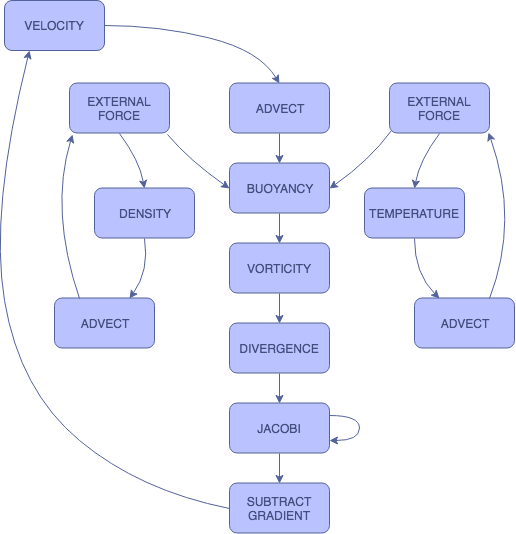 VELOCITY
EXTERNAL
FORCE
ADVECT
EXTERNAL
FORCE
BUOYANCY
DENSITY
TEMPERATURE
VORTICITY
ADVECT
ADVECT
DIVERGENCE
JACOBI
SUBTRACT
GRADIENT